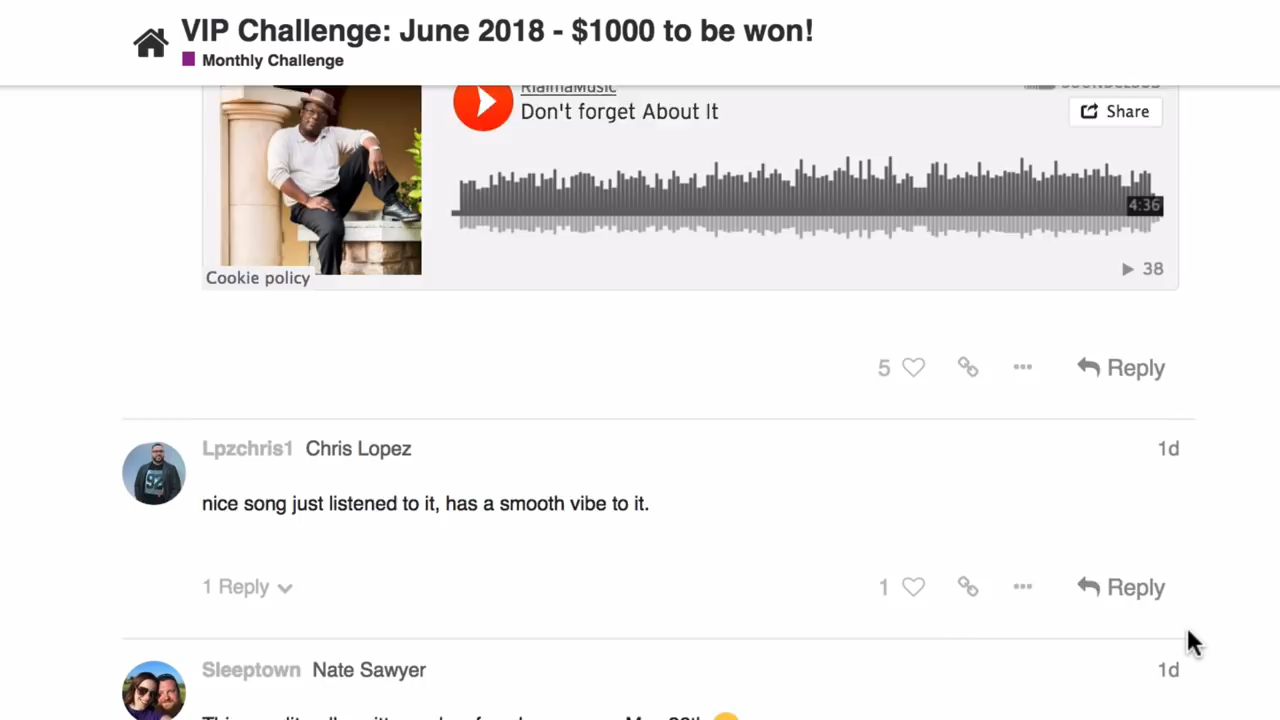 VIP Challenge: June 2018 - $1000 to be won!
Monthly Challenge
Don't forget About It
Share
4:36
Cookie policy
38
5
Reply
Lpzchris1 Chris Lopez
1d
nice song just listened to it, has a smooth vibe to it.
1 Reply
1
Reply
Sleeptown Nate Sawyer
1d